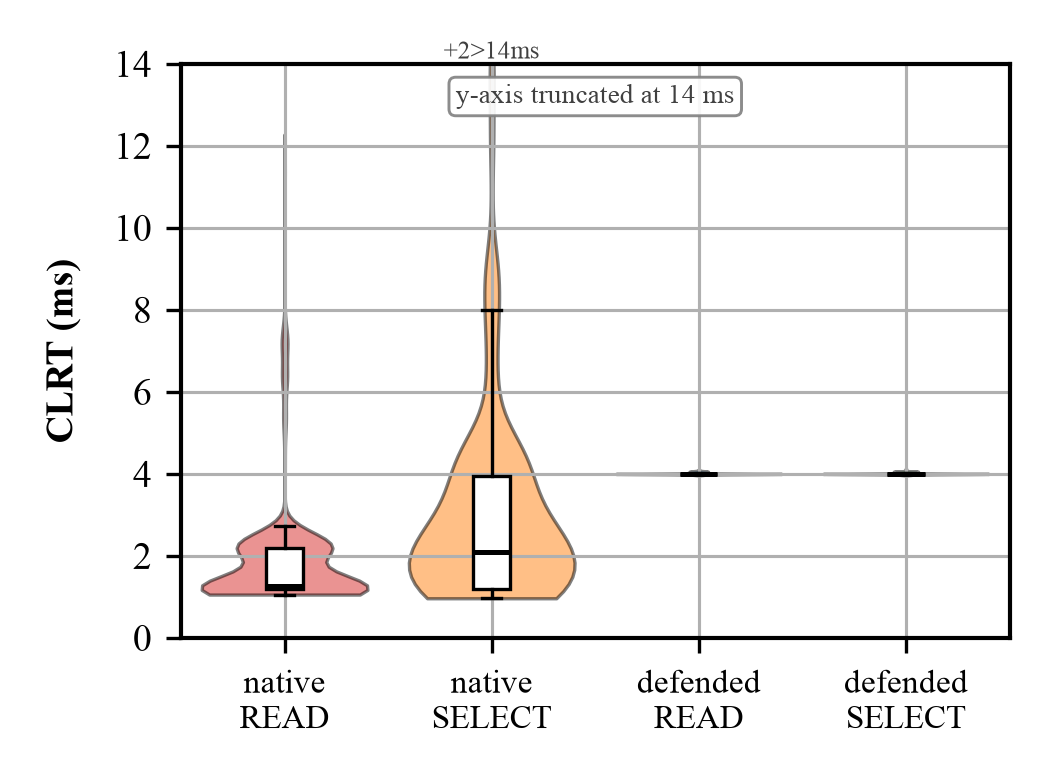 +2>14ms
y-axis truncated at 14 ms
CLRT (ms)
14
12
10
8
6
4
2
0
native
READ
native
SELECT
defended
READ
defended
SELECT